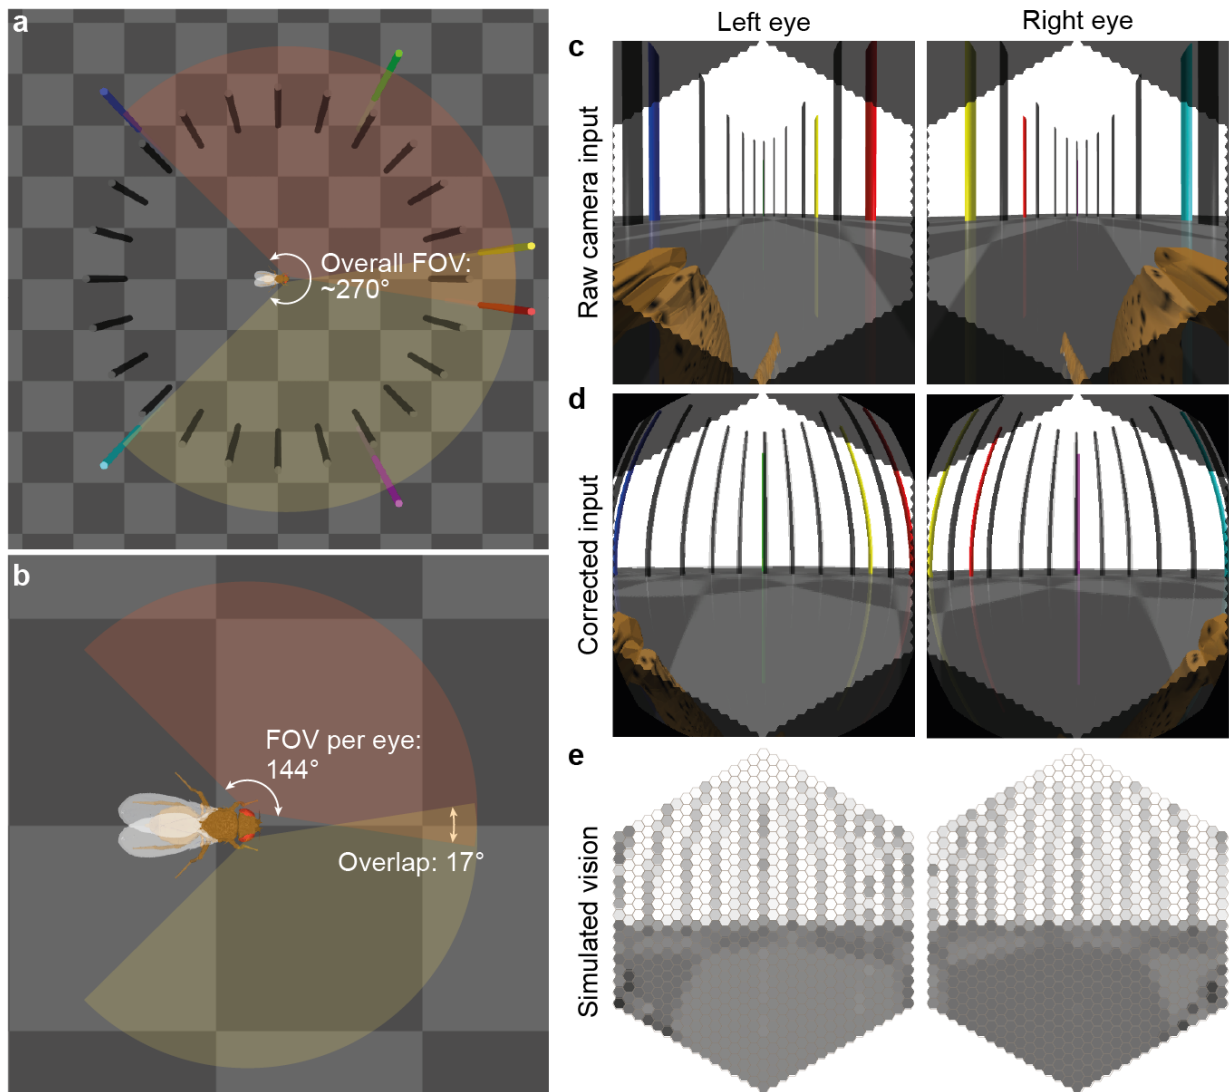 a
Overall FOV:
~270°
b
FOV per eye:
144°
Overlap: 17°
Left eye
Right eye
c
Raw camera input
d
Corrected input
e
Simulated vision